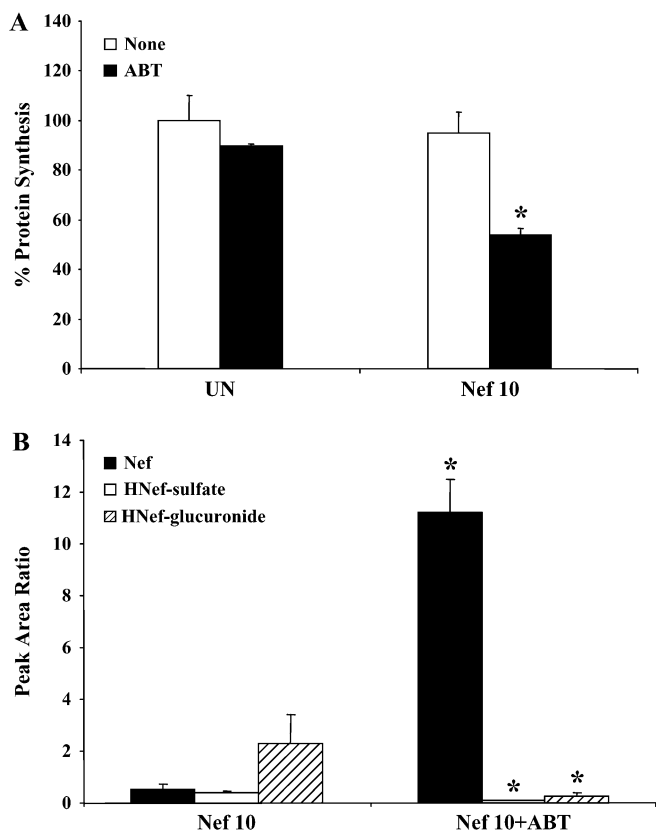 A
None
ABT
% Protein Synthesis
140
120
100
80
60
40
20
0
*
UN
Nef 10
B
Nef
HNef-sulfate
HNef-glucuronide
Peak Area Ratio
14
12
10
8
6
4
2
0
*
*
*
Nef 10
Nef 10+ABT